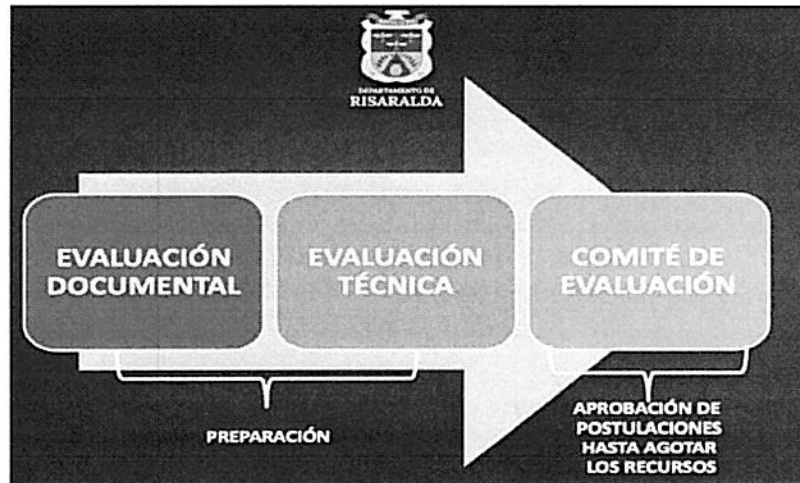 DEPARTAMENTO DE
RISARALDA
EVALUACIÓN
DOCUMENTAL
EVALUACIÓN
TÉCNICA
COMITÉ DE
EVALUACIÓN
PREPARACIÓN
APROBACIÓN DE
POSTULACIONES
HASTA AGOTAR
LOS RECURSOS